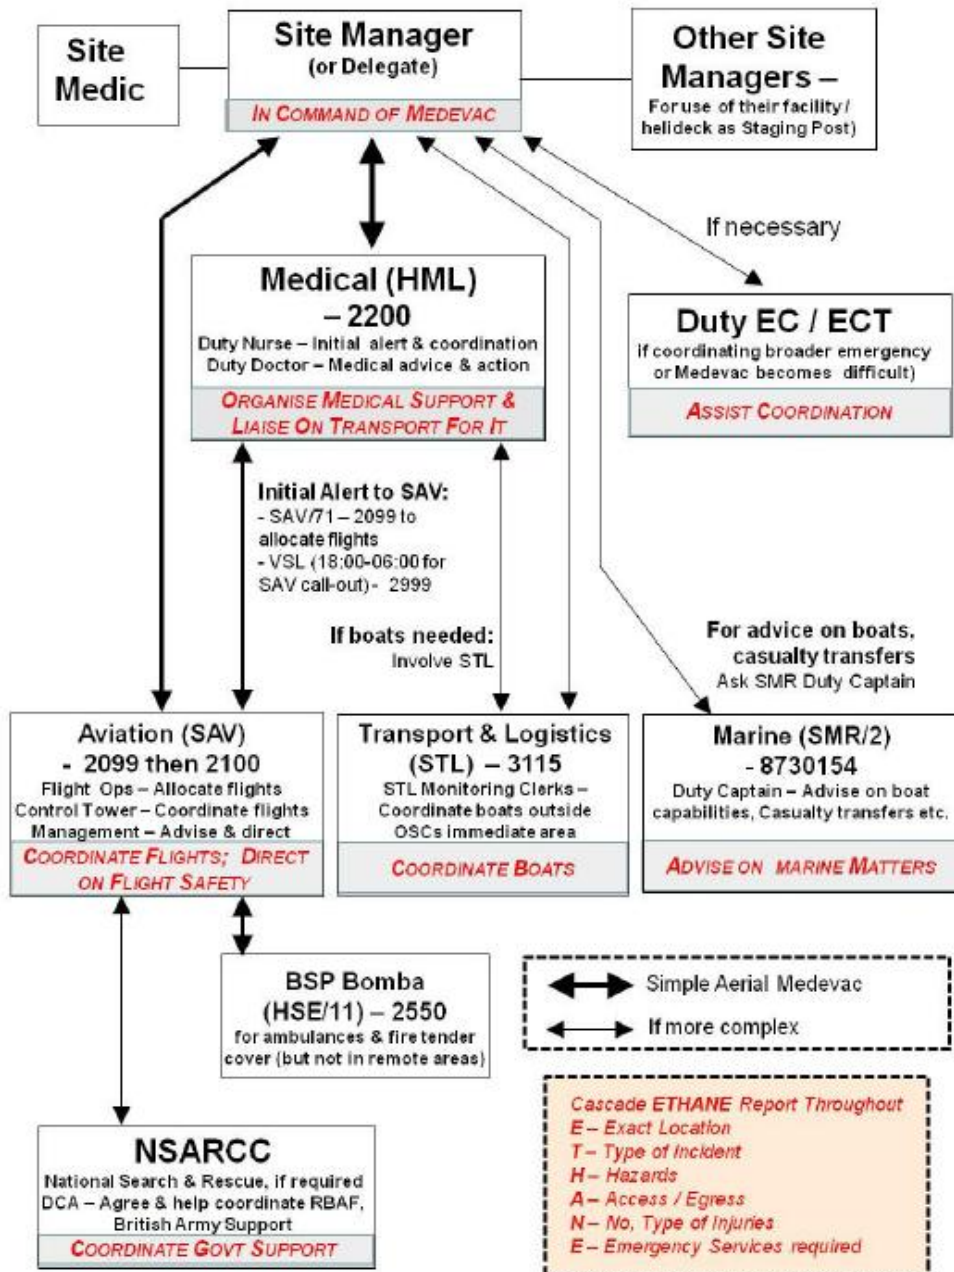 Site
Medic
Site Manager
(or Delegate)
IN COMMAND OF MEDEVAC
Other Site
Managers –
For use of their facility /
helideck as Staging Post)
If necessary
Medical (HML)
– 2200
Duty Nurse – Initial alert & coordination
Duty Doctor – Medical advice & action
ORGANISE MEDICAL SUPPORT &
LIAISE ON TRANSPORT FOR IT
Duty EC / ECT
if coordinating broader emergency
or Medevac becomes difficult)
ASSIST COORDINATION
Initial Alert to SAV:
- SAV/71 – 2099 to
allocate flights
- VSL (18:00-06:00 for
SAV call-out) - 2999
If boats needed:
Involve STL
For advice on boats,
casualty transfers
Ask SMR Duty Captain
Aviation (SAV)
- 2099 then 2100
Flight Ops – Allocate flights
Control Tower – Coordinate flights
Management – Advise & direct
COORDINATE FLIGHTS; DIRECT
ON FLIGHT SAFETY
Transport & Logistics
(STL) – 3115
STL Monitoring Clerks –
Coordinate boats outside
OSCs immediate area
COORDINATE BOATS
Marine (SMR/2)
- 8730154
Duty Captain – Advise on boat
capabilities, Casualty transfers etc.
ADVISE ON MARINE MATTERS
BSP Bomba
(HSE/11) – 2550
for ambulances & fire tender
cover (but not in remote areas)
Simple Aerial Medevac
If more complex
NSARCC
National Search & Rescue, if required
DCA – Agree & help coordinate RBAF,
British Army Support
COORDINATE GOVT SUPPORT
Cascade ETHANE Report Throughout
E – Exact Location
T – Type of Incident
H – Hazards
A – Access / Egress
N – No, Type of Injuries
E – Emergency Services required